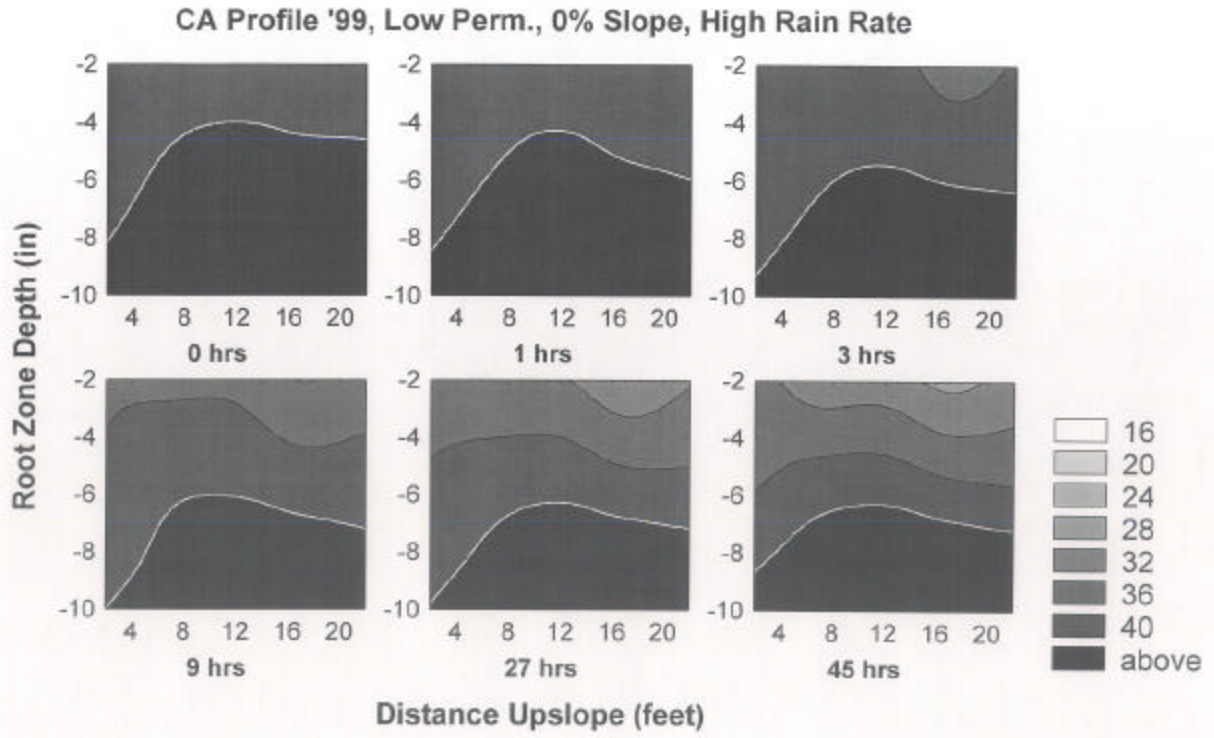 CA Profile '99, Low Perm., 0% Slope, High Rain Rate
Root Zone Depth (in)
-2
-4
-6
-8
-10
4 8 12 16 20
0 hrs
-2
-4
-6
-8
-10
4 8 12 16 20
1 hrs
-2
-4
-6
-8
-10
4 8 12 16 20
3 hrs
-2
-4
-6
-8
-10
4 8 12 16 20
9 hrs
-2
-4
-6
-8
-10
4 8 12 16 20
27 hrs
-2
-4
-6
-8
-10
4 8 12 16 20
45 hrs
16
20
24
28
32
36
40
above
Distance Upslope (feet)